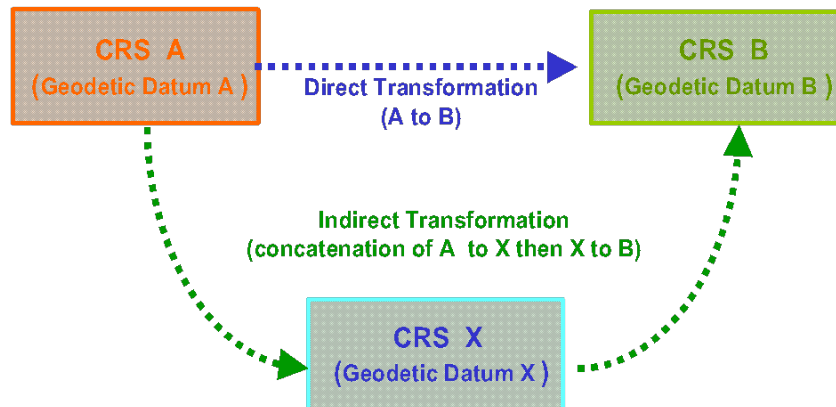 CRS A
(Geodetic Datum A )
CRS B
(Geodetic Datum B )
Direct Transformation
(A to B)
Indirect Transformation
(concatenation of A to X then X to B)
CRS X
(Geodetic Datum X )